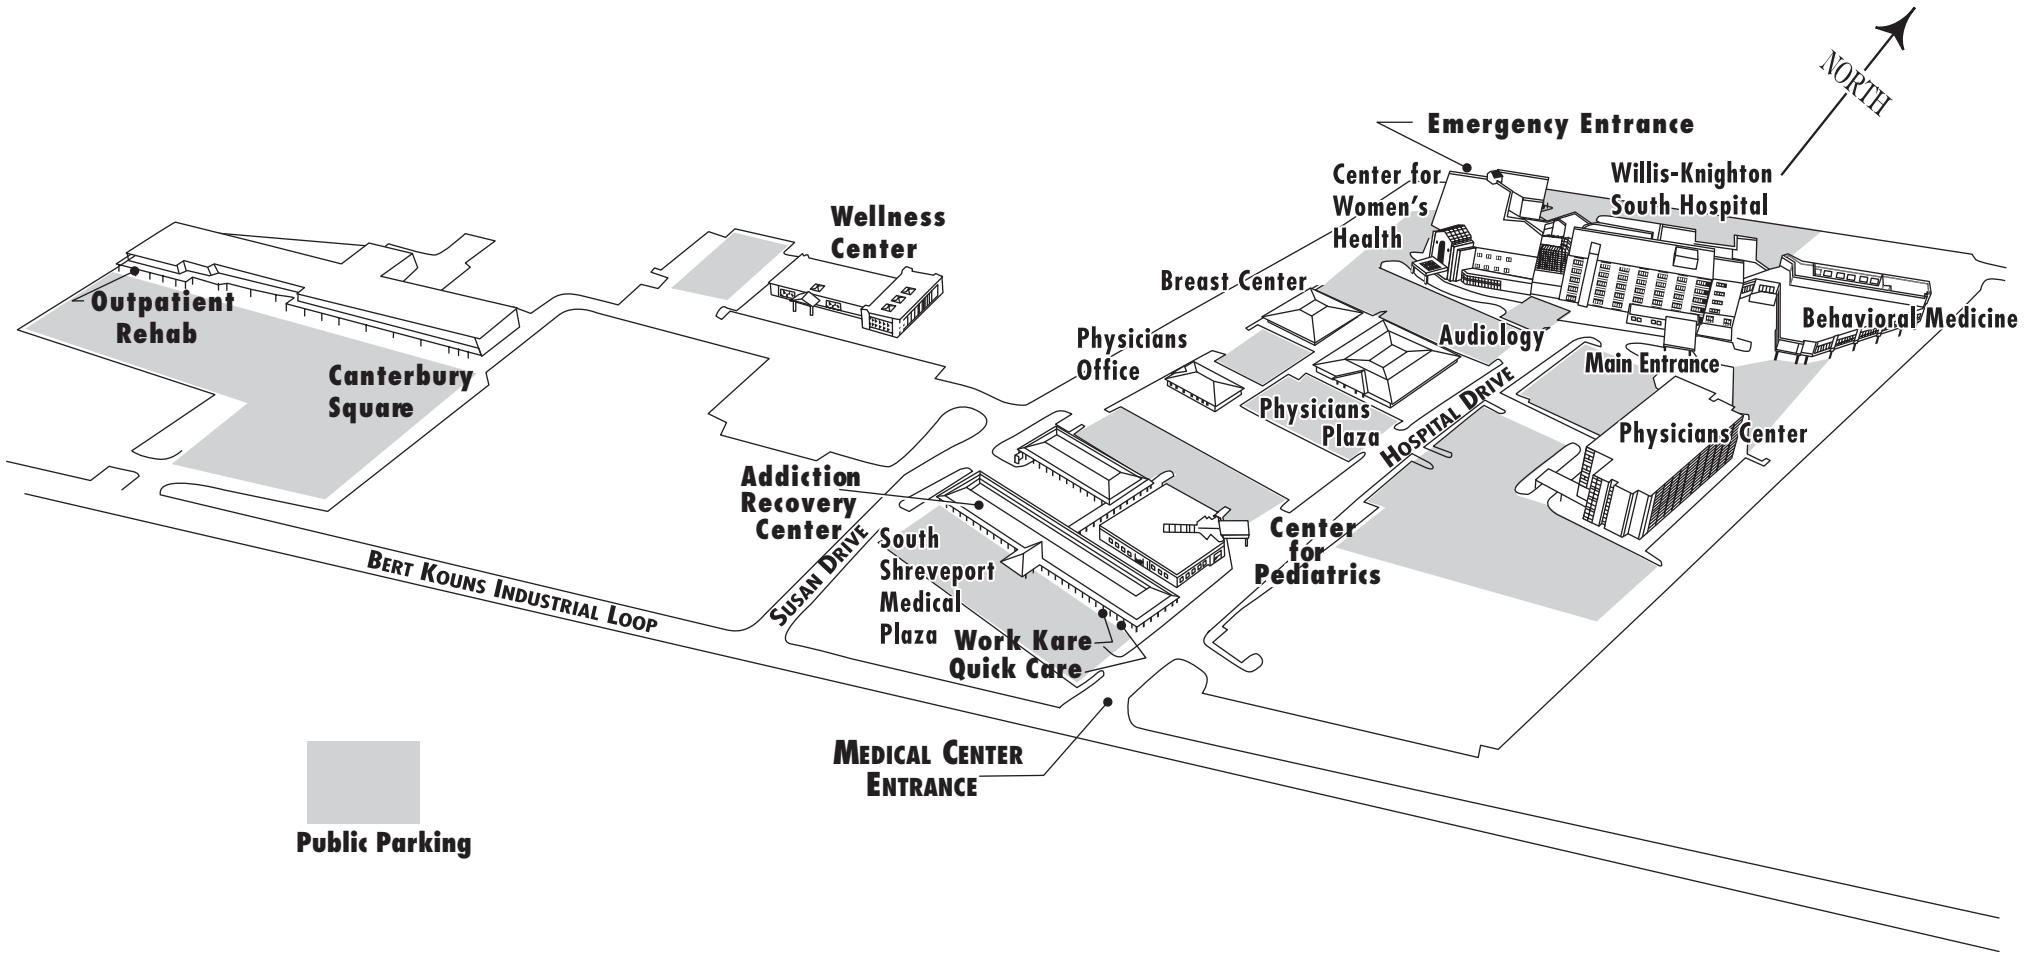 NORTH
Emergency Entrance
Center for
Women's
Health
Willis-Knighton
South Hospital
Wellness
Center
Breast Center
Outpatient
Rehab
Physicians
Office
Audiology
Behavioral Medicine
Main Entrance
Canterbury
Square
Physicians
Plaza
HOSPITAL DRIVE
Physicians Center
Addiction
Recovery
Center
SUSAN DRIVE
South
Shreveport
Medical
Plaza
Center
for
Pediatrics
BERT KOUNS INDUSTRIAL LOOP
Work Kare
Quick Care
MEDICAL CENTER
ENTRANCE
Public Parking